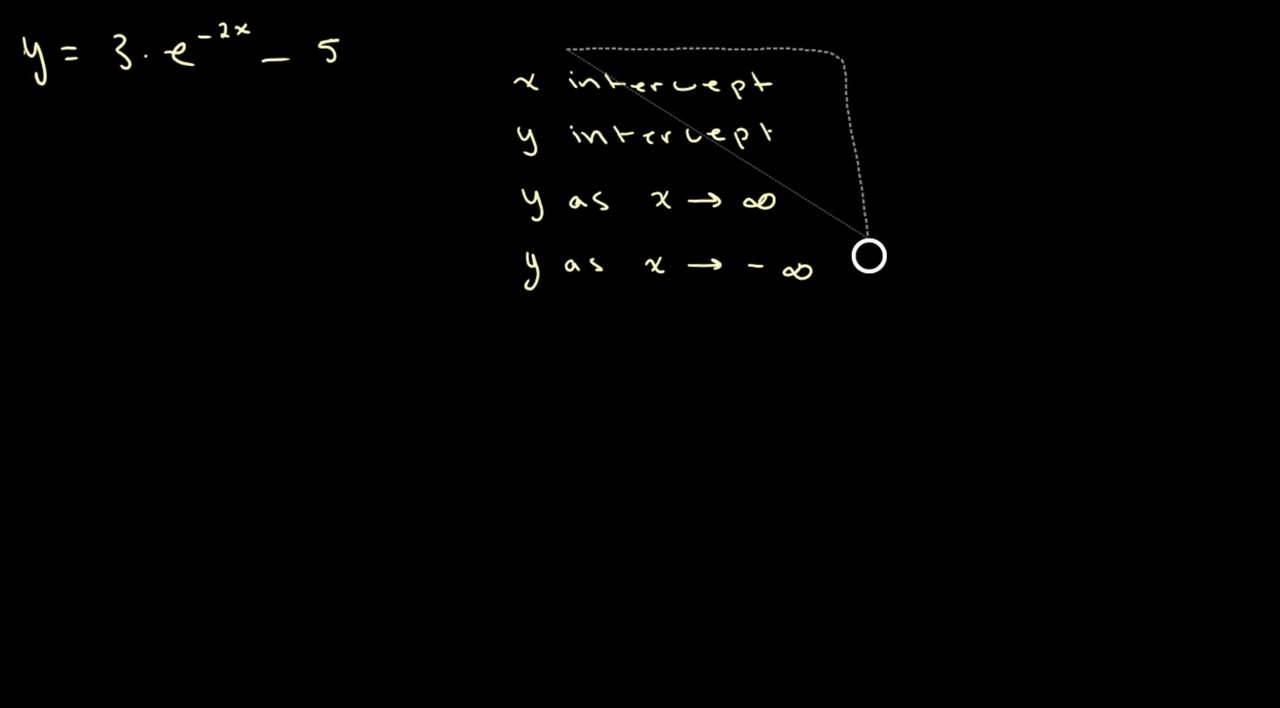 y = 3 · e^{-2x} - 5
x intercept
y intercept
y as x → ∞
y as x → - ∞